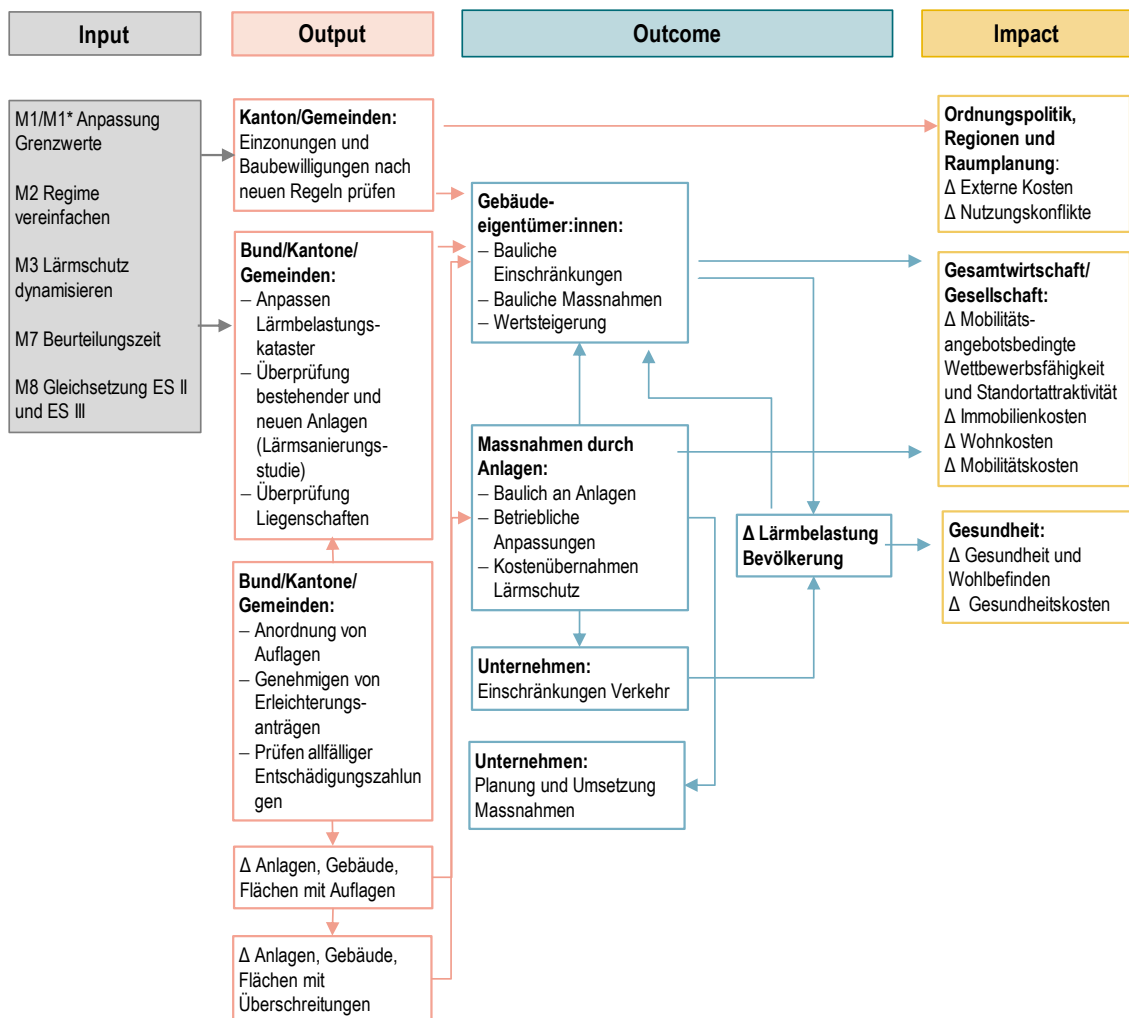 Input
Output
Outcome
Impact
M1/M1* Anpassung
Grenzwerte
M2 Regime
vereinfachen
M3 Lärmschutz
dynamisieren
M7 Beurteilungszeit
M8 Gleichsetzung ES II
und ES III
Kanton/Gemeinden:
Einzonungen und
Baubewilligungen nach
neuen Regeln prüfen
Bund/Kantone/
Gemeinden:
– Anpassen
Lärmbelastungs-
kataster
– Überprüfung
bestehender und
neuen Anlagen
(Lärmsanierungs-
studie)
– Überprüfung
Liegenschaften
Bund/Kantone/
Gemeinden:
– Anordnung von
Auflagen
– Genehmigen von
Erleichterungs-
anträgen
– Prüfen allfälliger
Entschädigungszahlun
gen
Δ Anlagen, Gebäude,
Flächen mit Auflagen
Δ Anlagen, Gebäude,
Flächen mit
Überschreitungen
Gebäude-
eigentümer:innen:
– Bauliche
Einschränkungen
– Bauliche Massnahmen
– Wertsteigerung
Massnahmen durch
Anlagen:
– Baulich an Anlagen
– Betriebliche
Anpassungen
– Kostenübernahmen
Lärmschutz
Unternehmen:
Einschränkungen Verkehr
Unternehmen:
Planung und Umsetzung
Massnahmen
Δ Lärmbelastung
Bevölkerung
Ordnungspolitik,
Regionen und
Raumplanung:
Δ Externe Kosten
Δ Nutzungskonflikte
Gesamtwirtschaft/
Gesellschaft:
Δ Mobilitäts-
angebotsbedingte
Wettbewerbsfähigkeit
und Standortattraktivität
Δ Immobilienkosten
Δ Wohnkosten
Δ Mobilitätskosten
Gesundheit:
Δ Gesundheit und
Wohlbefinden
Δ Gesundheitskosten